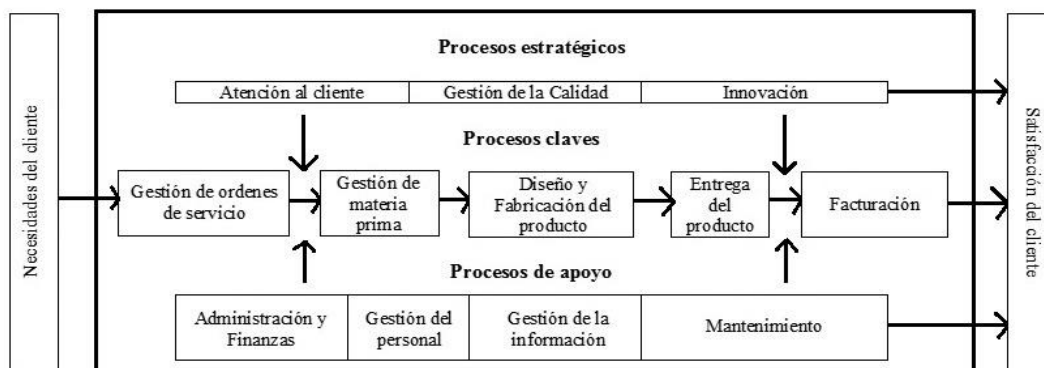 Necesidades del cliente
Procesos estratégicos
Atención al cliente
Gestión de la Calidad
Innovación
Procesos claves
Gestión de ordenes
de servicio
Gestión de
materia
prima
Diseño y
Fabricación del
producto
Entrega
del
producto
Facturación
Procesos de apoyo
Administración y
Finanzas
Gestión del
personal
Gestión de la
información
Mantenimiento
Satisfacción del cliente